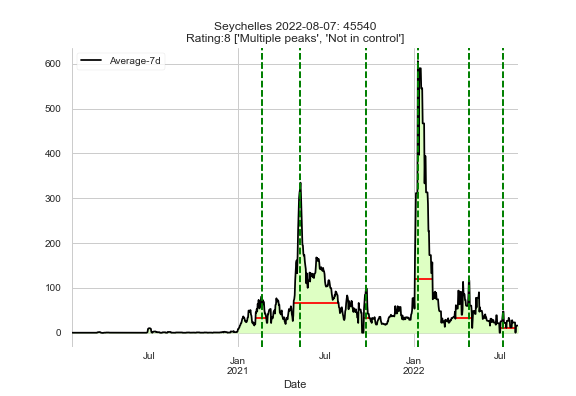 Seychelles 2022-08-07: 45540
Rating:8 ['Multiple peaks', 'Not in control']
Average-7d
600
500
400
300
200
100
0
Jul
Jan
2021
Jul
Jan
2022
Jul
Date